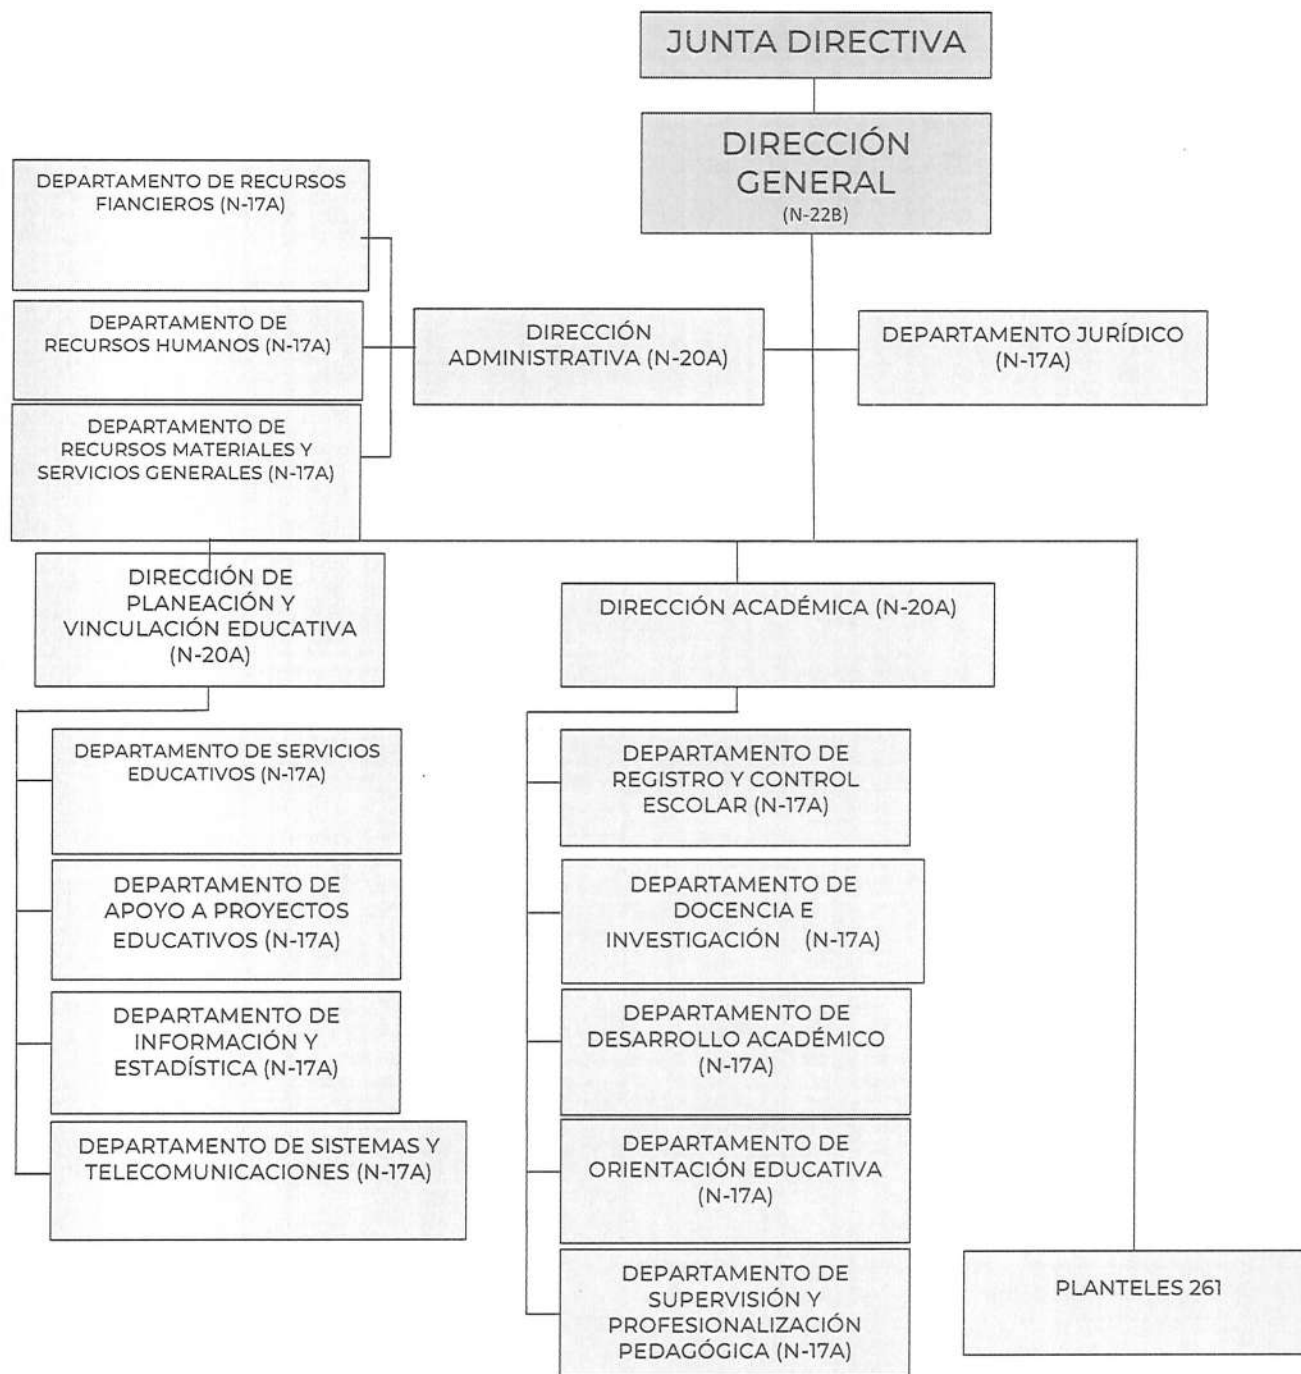 JUNTA DIRECTIVA
DIRECCIÓN
GENERAL
(N-22B)
DEPARTAMENTO DE RECURSOS
FIANCIEROS (N-17A)
DEPARTAMENTO DE
RECURSOS HUMANOS (N-17A)
DIRECCIÓN
ADMINISTRATIVA (N-20A)
DEPARTAMENTO JURÍDICO
(N-17A)
DEPARTAMENTO DE
RECURSOS MATERIALES Y
SERVICIOS GENERALES (N-17A)
DIRECCIÓN DE
PLANEACIÓN Y
VINCULACIÓN EDUCATIVA
(N-20A)
DEPARTAMENTO DE SERVICIOS
EDUCATIVOS (N-17A)
DEPARTAMENTO DE
APOYO A PROYECTOS
EDUCATIVOS (N-17A)
DEPARTAMENTO DE
INFORMACIÓN Y
ESTADÍSTICA (N-17A)
DEPARTAMENTO DE SISTEMAS Y
TELECOMUNICACIONES (N-17A)
DIRECCIÓN ACADÉMICA (N-20A)
DEPARTAMENTO DE
REGISTRO Y CONTROL
ESCOLAR (N-17A)
DEPARTAMENTO DE
DOCENCIA E
INVESTIGACIÓN (N-17A)
DEPARTAMENTO DE
DESARROLLO ACADÉMICO
(N-17A)
DEPARTAMENTO DE
ORIENTACIÓN EDUCATIVA
(N-17A)
DEPARTAMENTO DE
SUPERVISIÓN Y
PROFESIONALIZACIÓN
PEDAGÓGICA (N-17A)
PLANTELES 261